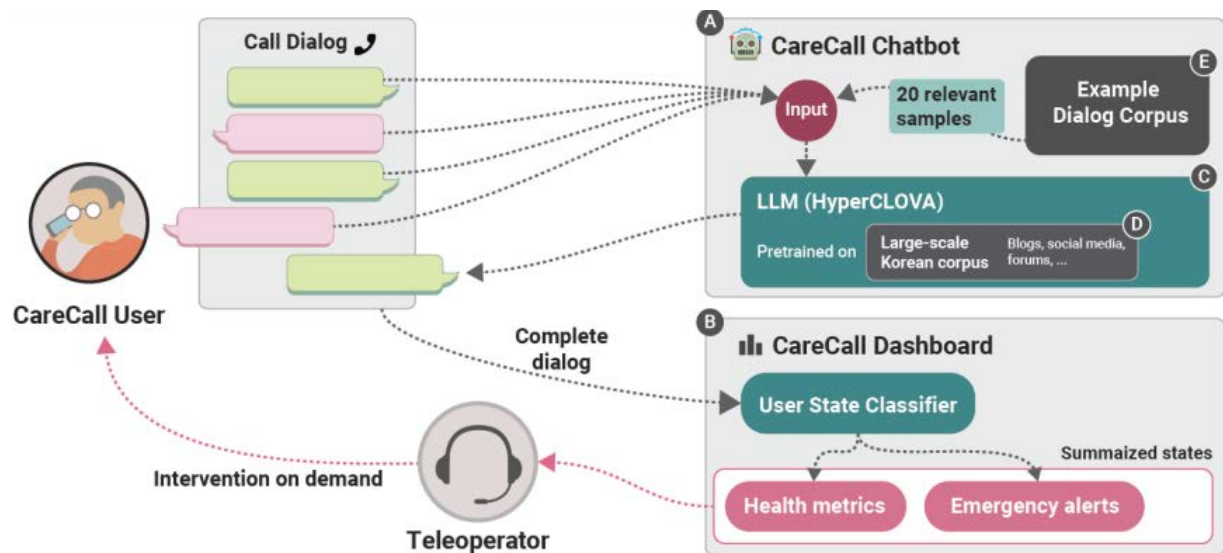 Call Dialog
A
CareCall Chatbot
Input
20 relevant
samples
E
Example
Dialog Corpus
C
LLM (HyperCLOVA)
Pretrained on
D
Large-scale
Korean corpus
Blogs, social media,
forums, ...
CareCall User
Complete
dialog
B
CareCall Dashboard
User State Classifier
Summaized states
Health metrics
Emergency alerts
Intervention on demand
Teleoperator